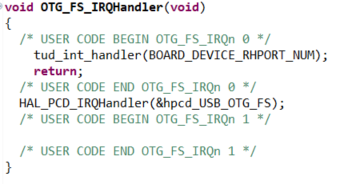 void OTG_FS_IRQHandler(void)
{
  /* USER CODE BEGIN OTG_FS_IRQn 0 */
    tud_int_handler(BOARD_DEVICE_RHPORT_NUM);
    return;
  /* USER CODE END OTG_FS_IRQn 0 */
  HAL_PCD_IRQHandler(&hpcd_USB_OTG_FS);
  /* USER CODE BEGIN OTG_FS_IRQn 1 */
  /* USER CODE END OTG_FS_IRQn 1 */
}